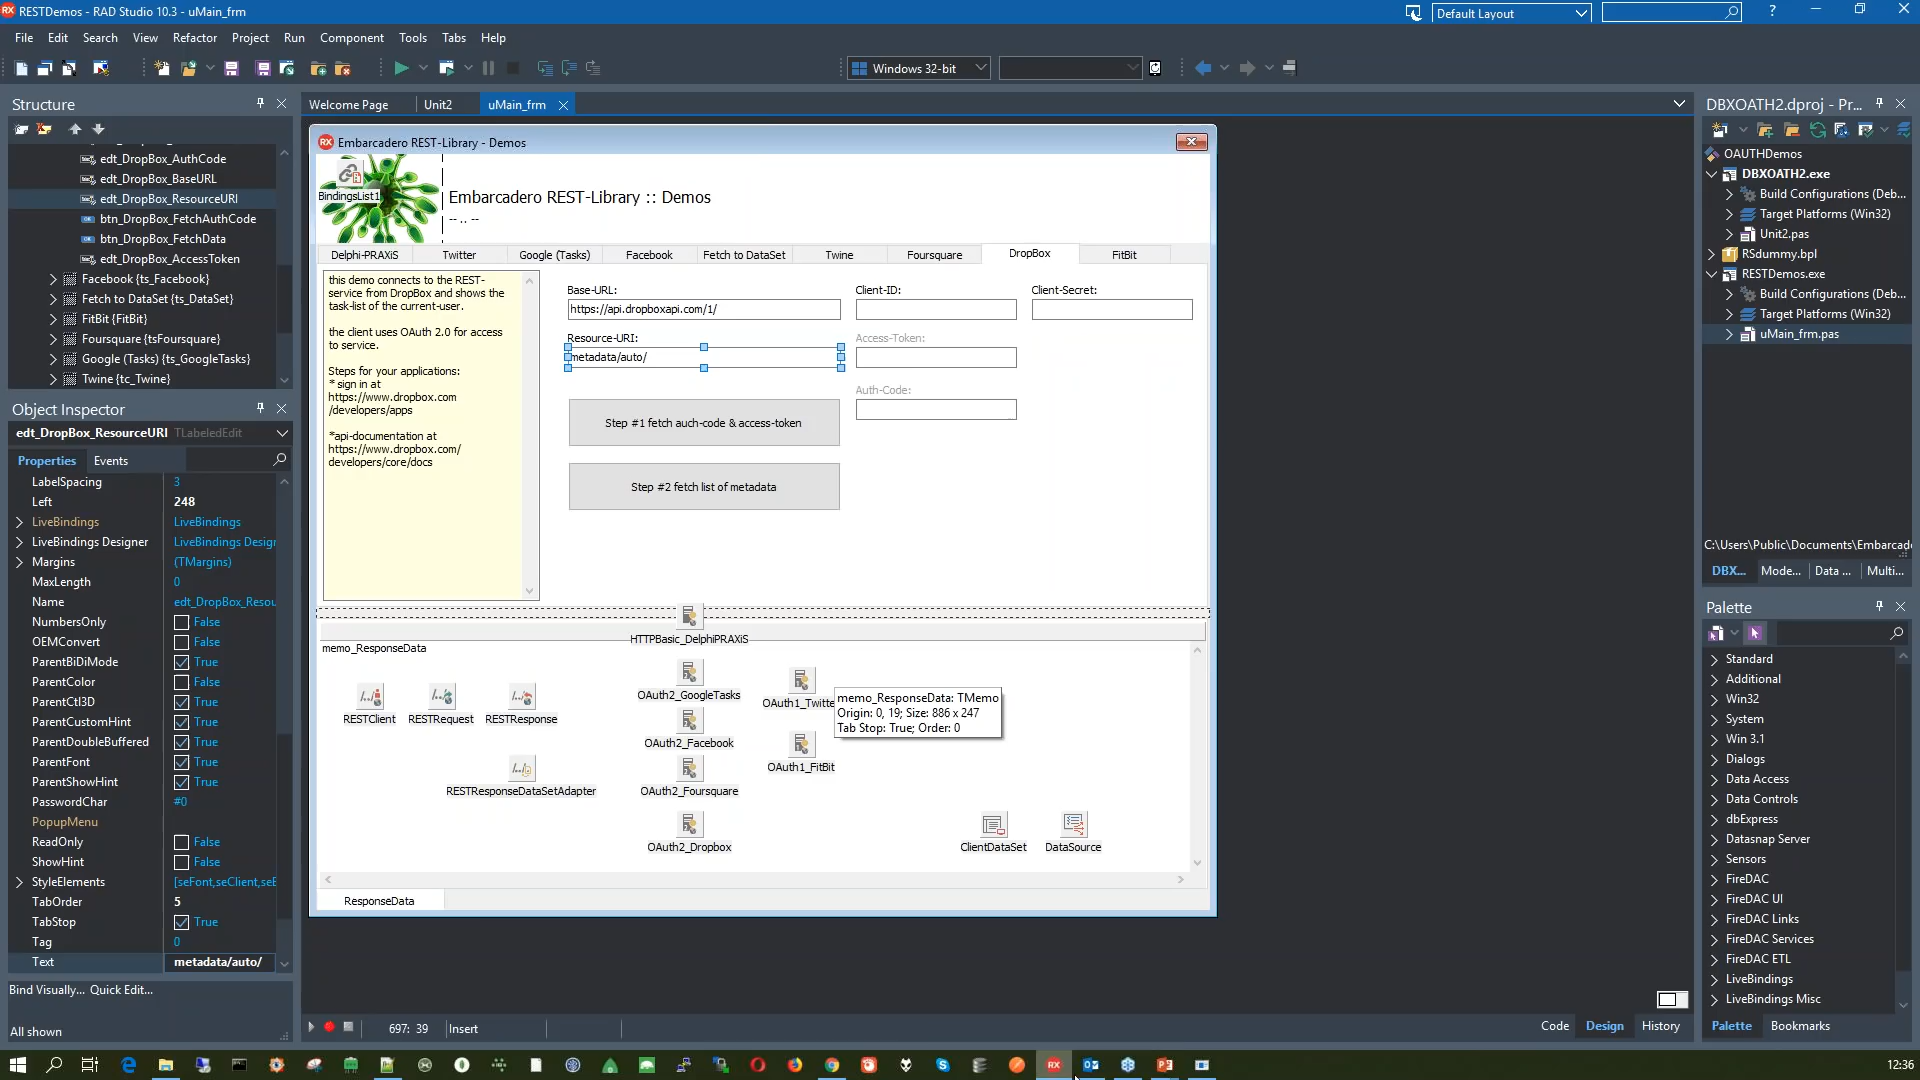 RESTDemos - RAD Studio 10.3 - uMain_frm
Default Layout
File Edit Search View Refactor Project Run Component Tools Tabs Help
Windows 32-bit
Structure
edt_DropBox_AuthCode
edt_DropBox_BaseURL
edt_DropBox_ResourceURI
btn_DropBox_FetchAuthCode
btn_DropBox_FetchData
edt_DropBox_AccessToken
Facebook {ts_Facebook}
Fetch to DataSet {ts_DataSet}
FitBit {FitBit}
Foursquare {tsFoursquare}
Google (Tasks) {ts_GoogleTasks}
Twine {tc_Twine}
Object Inspector
edt_DropBox_ResourceURI TLabeledEdit
Properties Events
LabelSpacing 3
Left 248
LiveBindings LiveBindings
LiveBindings Designer LiveBindings Design
Margins (TMargins)
MaxLength 0
Name edt_DropBox_Resou
NumbersOnly False
OEMConvert False
ParentBiDiMode True
ParentColor False
ParentCtl3D True
ParentCustomHint True
ParentDoubleBuffered True
ParentFont True
ParentShowHint True
PasswordChar #0
PopupMenu
ReadOnly False
ShowHint False
StyleElements [seFont,seClient,seE
TabOrder 5
TabStop True
Tag 0
Text metadata/auto/
Bind Visually... Quick Edit...
All shown
Welcome Page Unit2 uMain_frm
Embarcadero REST-Library - Demos
BindingsList1
Embarcadero REST-Library :: Demos
-- .. --
Delphi-PRAXiS Twitter Google (Tasks) Facebook Fetch to DataSet Twine Foursquare DropBox FitBit
this demo connects to the REST-
service from DropBox and shows the
task-list of the current-user.
the client uses OAuth 2.0 for access
to service.
Steps for your applications:
* sign in at
https://www.dropbox.com
/developers/apps
*api-documentation at
https://www.dropbox.com/
developers/core/docs
Base-URL:
https://api.dropboxapi.com/1/
Client-ID:
Client-Secret:
Resource-URI:
metadata/auto/
Access-Token:
Auth-Code:
Step #1 fetch auch-code & access-token
Step #2 fetch list of metadata
HTTPBasic_DelphiPRAXiS
memo_ResponseData
RESTClient RESTRequest RESTResponse
OAuth2_GoogleTasks
OAuth1_Twitte
memo_ResponseData: TMemo
Origin: 0, 19; Size: 886 x 247
Tab Stop: True; Order: 0
OAuth2_Facebook
OAuth1_FitBit
RESTResponseDataSetAdapter
OAuth2_Foursquare
OAuth2_Dropbox
ClientDataSet
DataSource
ResponseData
697: 39 Insert
Code Design History
DBXOATH2.dproj - Pr...
OAUTHDemos
DBXOATH2.exe
Build Configurations (Deb...
Target Platforms (Win32)
Unit2.pas
RSdummy.bpl
RESTDemos.exe
Build Configurations (Deb...
Target Platforms (Win32)
uMain_frm.pas
C:\Users\Public\Documents\Embarcade
DBX... Mode... Data ... Multi...
Palette
Standard
Additional
Win32
System
Win 3.1
Dialogs
Data Access
Data Controls
dbExpress
Datasnap Server
Sensors
FireDAC
FireDAC UI
FireDAC Links
FireDAC Services
FireDAC ETL
LiveBindings
LiveBindings Misc
Palette Bookmarks
12:36